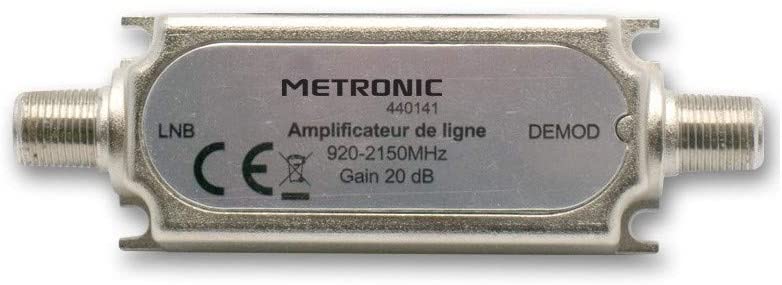 METRONIC
440141
LNB
Amplificateur de ligne
DEMOD
CE
920-2150MHz
Gain 20 dB